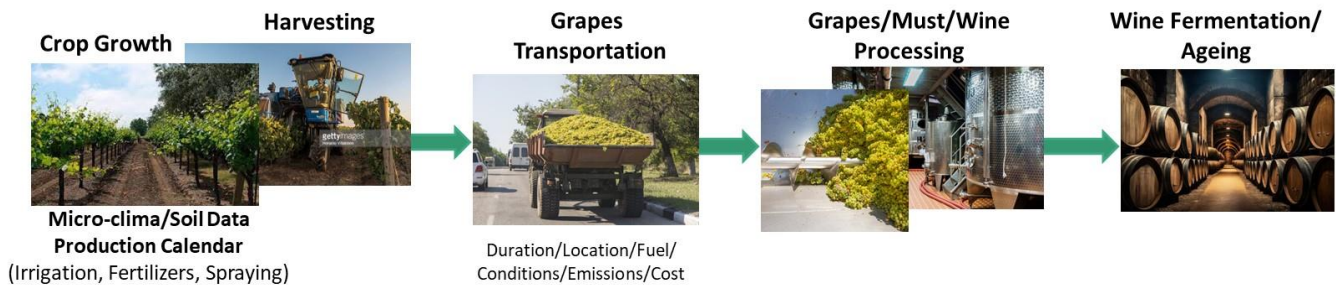 Crop Growth
Harvesting
Grapes
Transportation
Grapes/Must/Wine
Processing
Wine Fermentation/
Ageing
gettyimages
Micro-clima/Soil Data
Production Calendar
(Irrigation, Fertilizers, Spraying)
Duration/Location/Fuel/
Conditions/Emissions/Cost